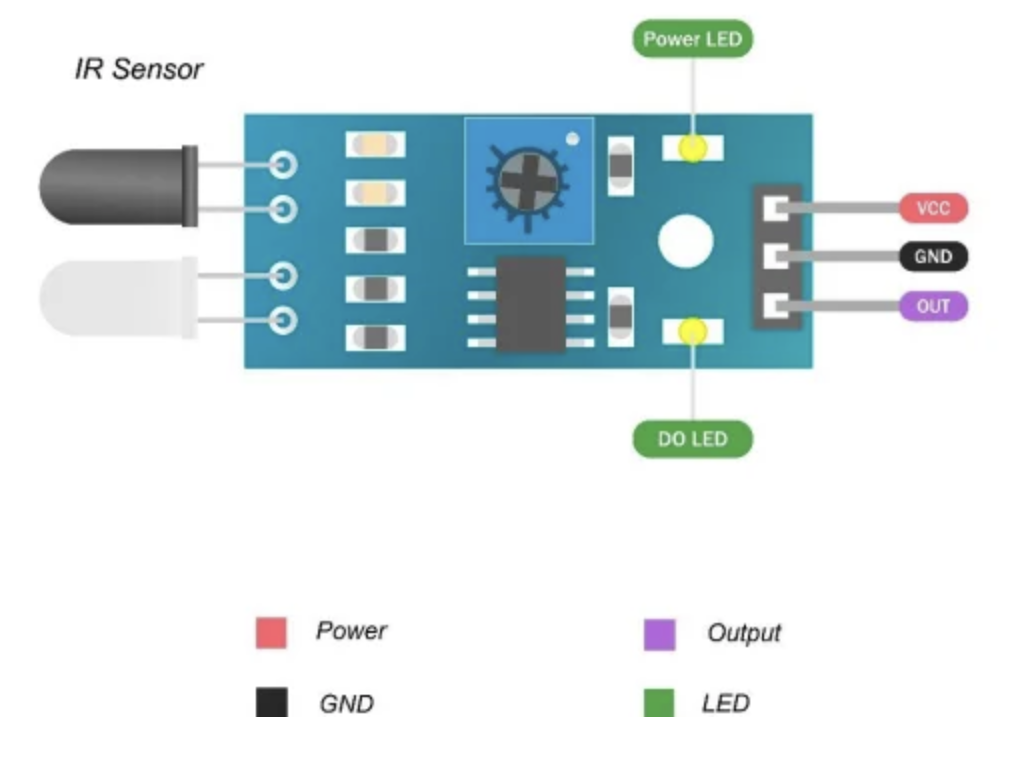 Power LED
IR Sensor
VCC
GND
OUT
DO LED
Power
Output
GND
LED